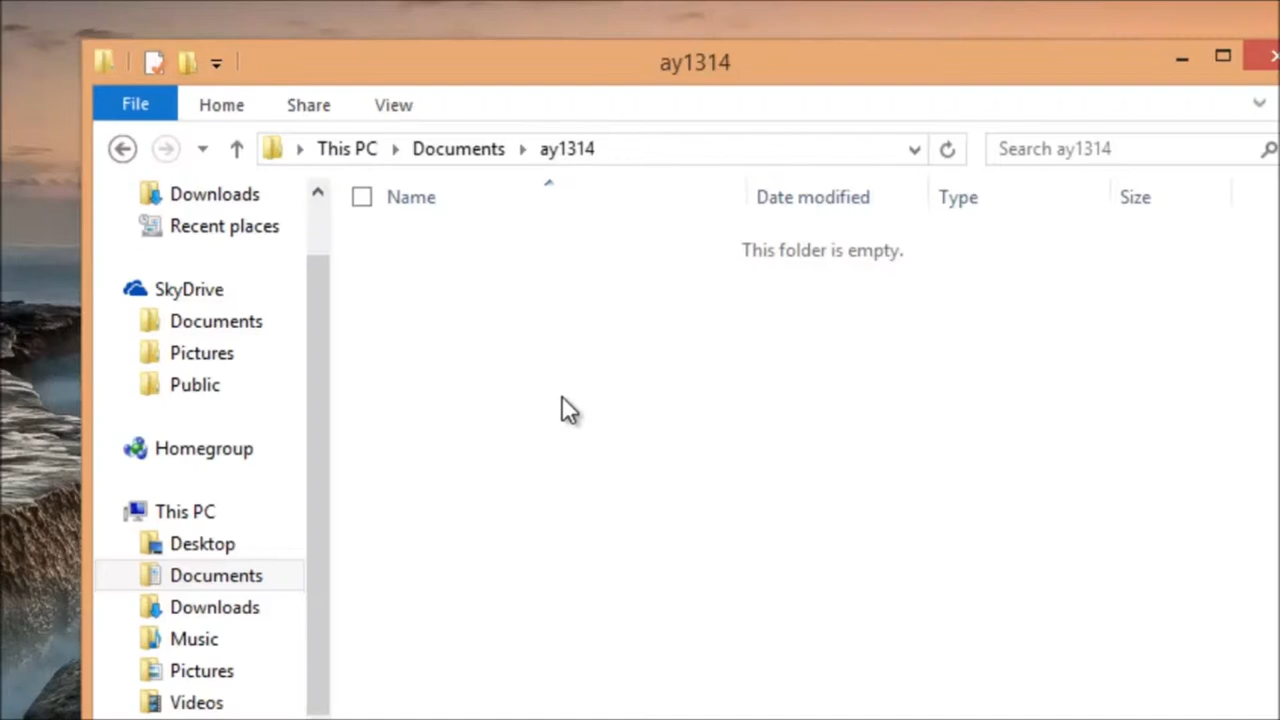 ay1314
File Home Share View
This PC Documents ay1314 Search ay1314
Name Date modified Type Size
This folder is empty.
Downloads
Recent places
SkyDrive
Documents
Pictures
Public
Homegroup
This PC
Desktop
Documents
Downloads
Music
Pictures
Videos